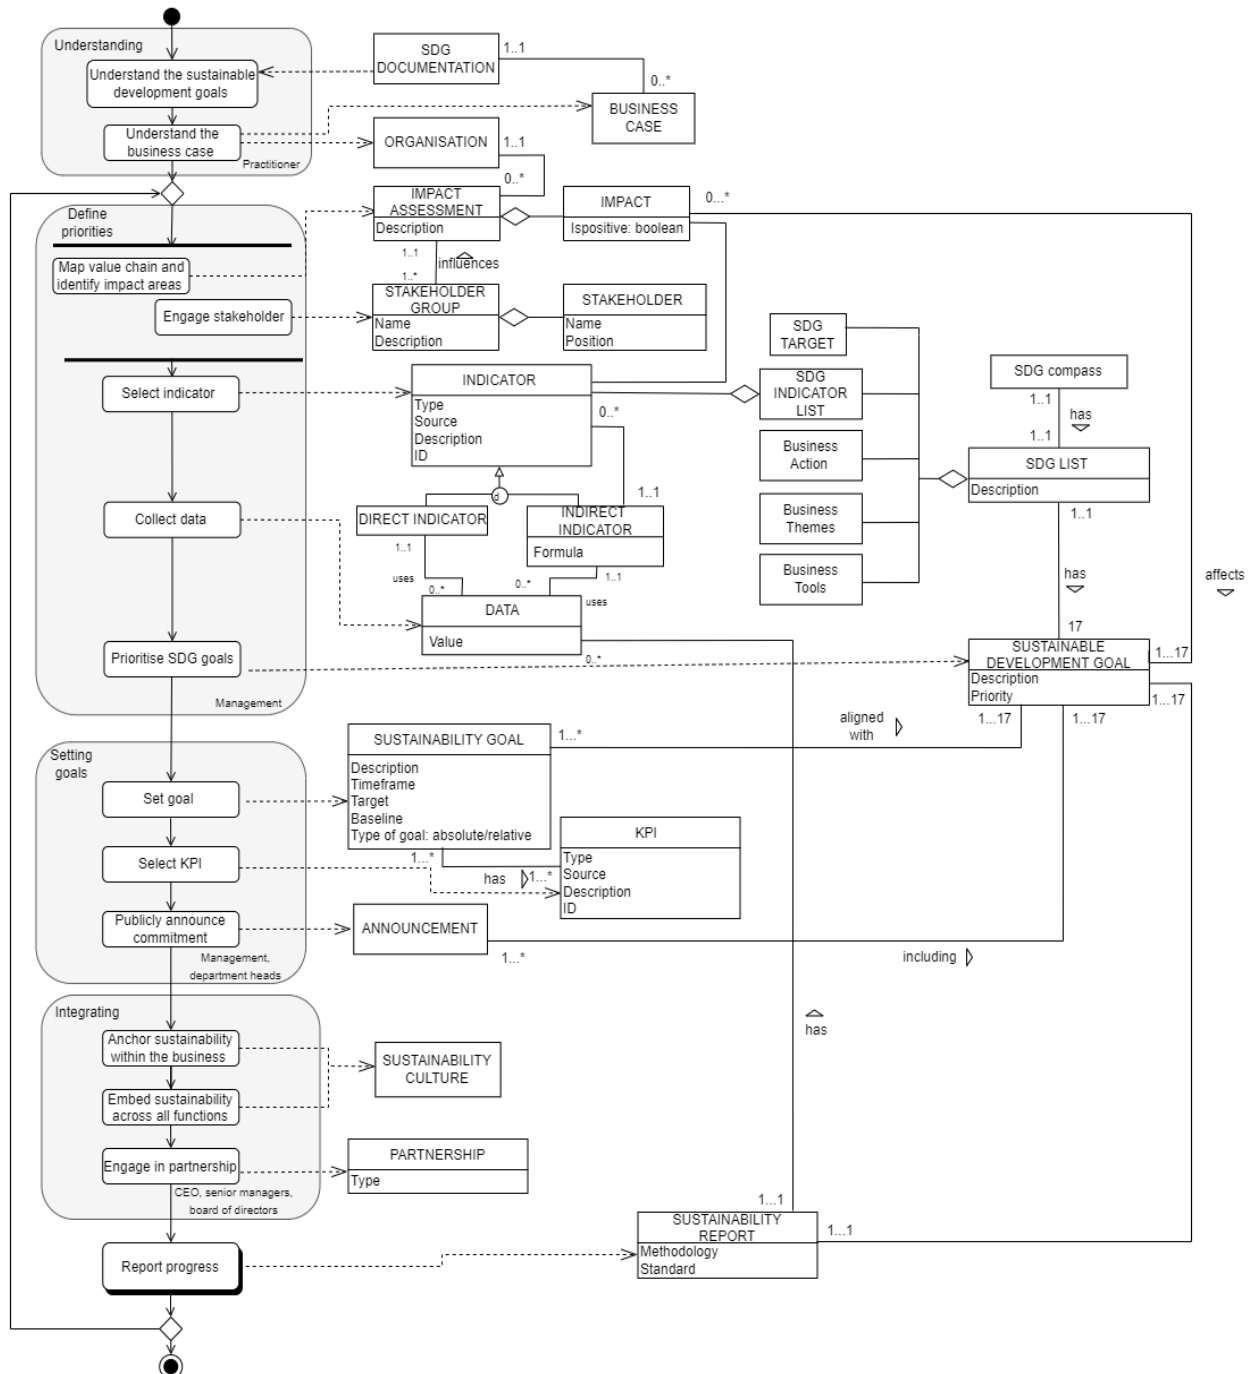 Understanding
Understand the sustainable
development goals
Understand the
business case
Practitioner
SDG
DOCUMENTATION
1..1
0..*
BUSINESS
CASE
ORGANISATION
1..1
0..*
Define
priorities
Map value chain and
identify impact areas
Engage stakeholder
IMPACT
ASSESSMENT
Description
IMPACT
Ispositive: boolean
0...*
1..1
influences
1..*
STAKEHOLDER
GROUP
Name
Description
STAKEHOLDER
Name
Position
Select indicator
INDICATOR
Type
Source
Description
ID
0...*
SDG
TARGET
SDG
INDICATOR
LIST
Business
Action
Business
Themes
Business
Tools
SDG compass
1..1
has
1..1
SDG LIST
Description
1..1
has
17
affects
Collect data
d
DIRECT INDICATOR
1..1
INDIRECT
INDICATOR
Formula
1..1
1..1
uses
0..*
0..*
uses
DATA
Value
0..*
Prioritise SDG goals
Management
SUSTAINABLE
DEVELOPMENT GOAL
Description
Priority
1...17
1...17
1...17
1...17
Setting
goals
Set goal
SUSTAINABILITY GOAL
Description
Timeframe
Target
Baseline
Type of goal: absolute/relative
1...*
aligned
with
Select KPI
1...*
has
1...*
KPI
Type
Source
Description
ID
Publicly announce
commitment
Management,
department heads
ANNOUNCEMENT
1...*
including
Integrating
Anchor sustainability
within the business
Embed sustainability
across all functions
SUSTAINABILITY
CULTURE
has
Engage in partnership
CEO, senior managers,
board of directors
PARTNERSHIP
Type
1...1
SUSTAINABILITY
REPORT
Methodology
Standard
1...1
Report progress